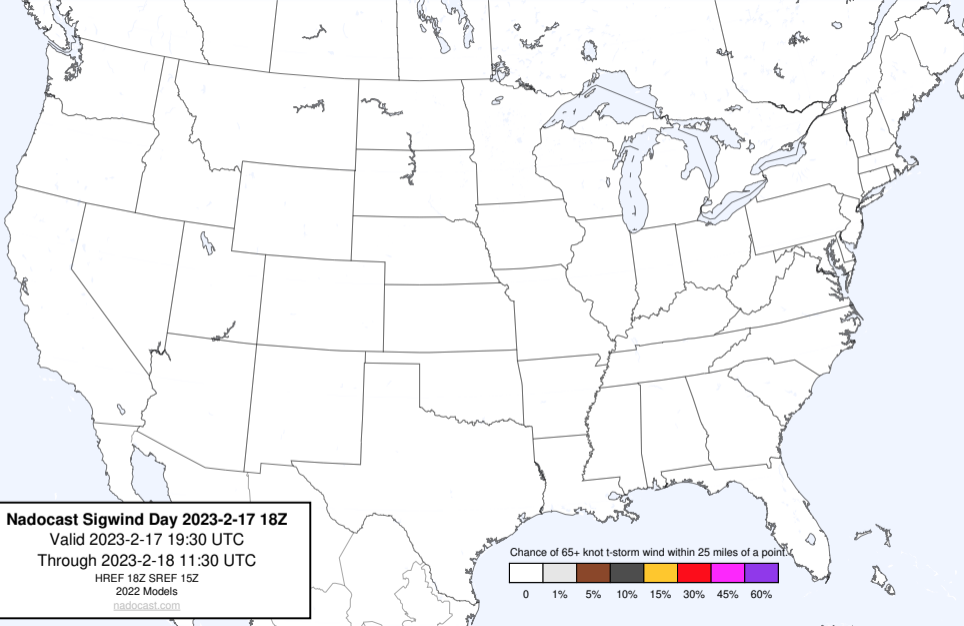 Nadocast Sigwind Day 2023-2-17 18Z
Valid 2023-2-17 19:30 UTC
Through 2023-2-18 11:30 UTC
HREF 18Z SREF 15Z
2022 Models
nadocast.com
Chance of 65+ knot t-storm wind within 25 miles of a point.
0 1% 5% 10% 15% 30% 45% 60%